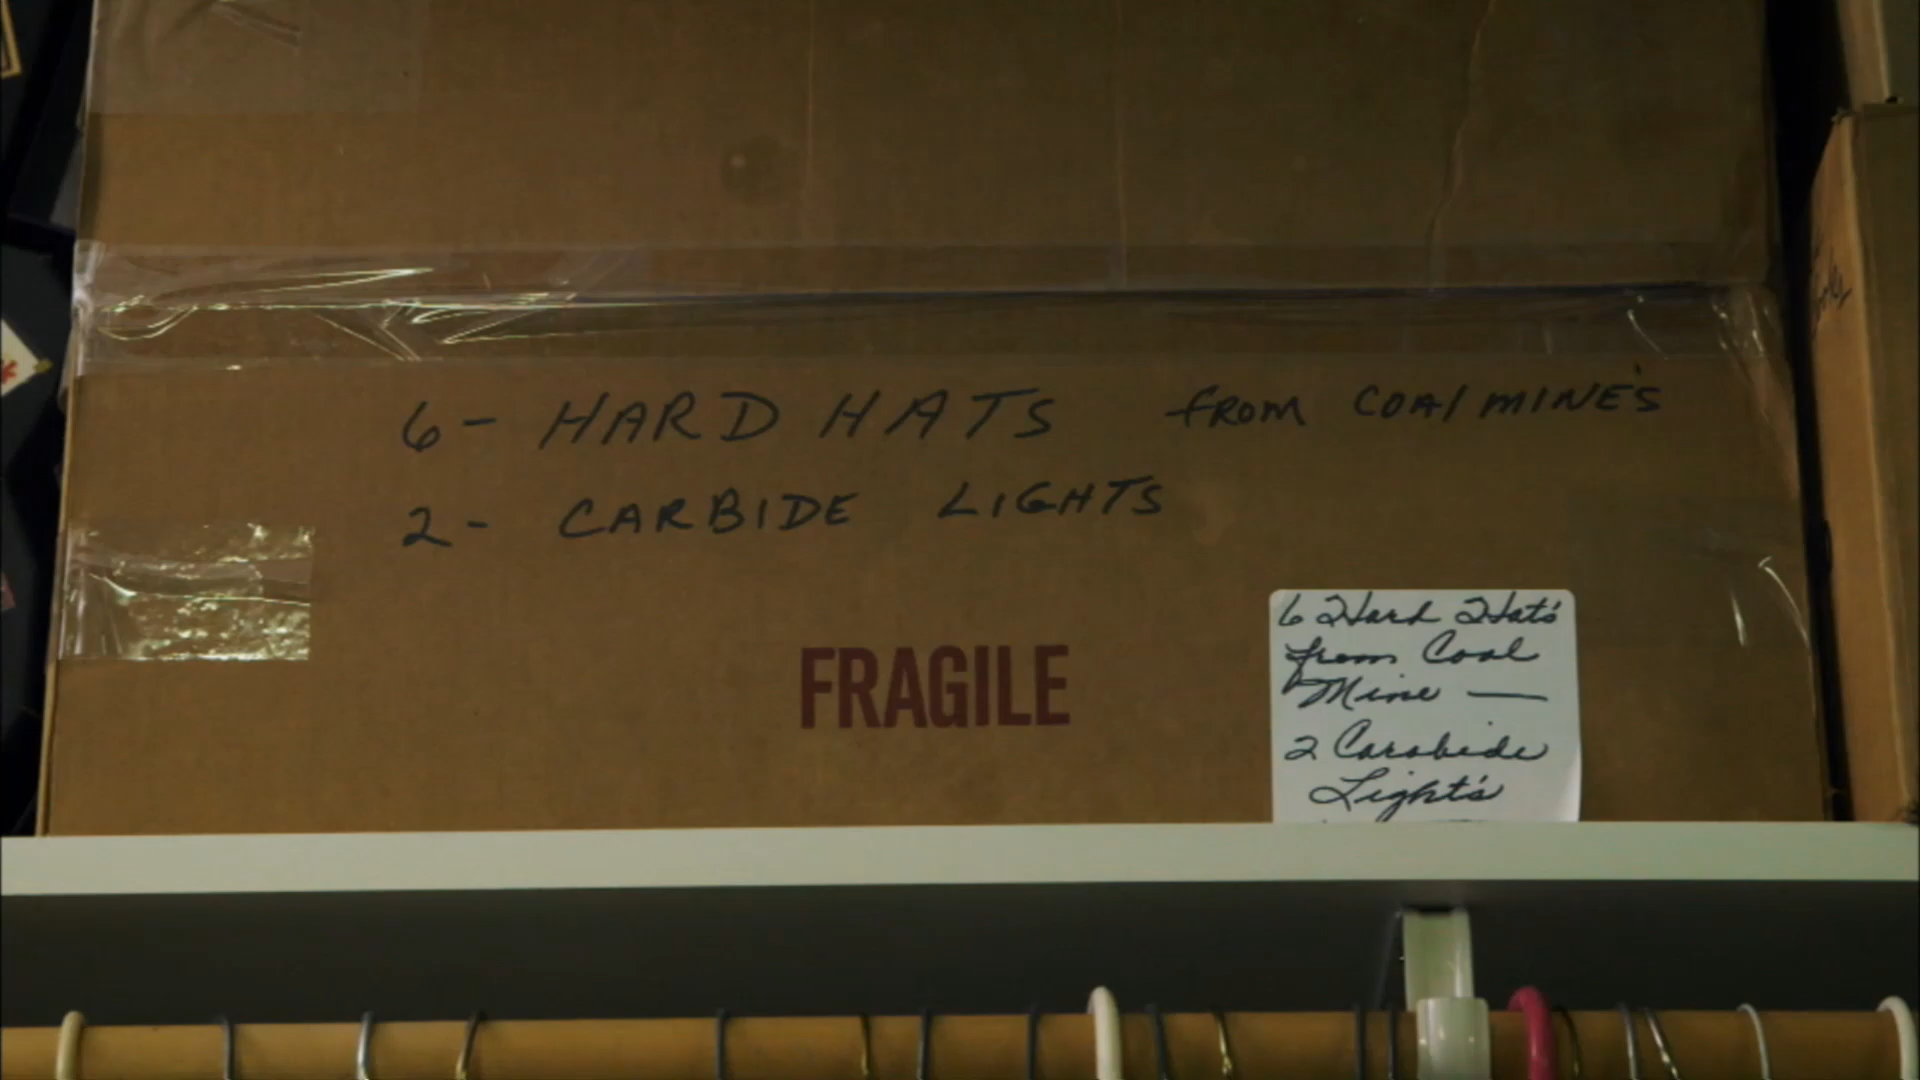 6- HARD HATS from COAl MINE'S
2- CARBIDE LIGHTS
FRAGILE
6 Hard Hat's
from Coal
Mine —
2 Carabide
Light's